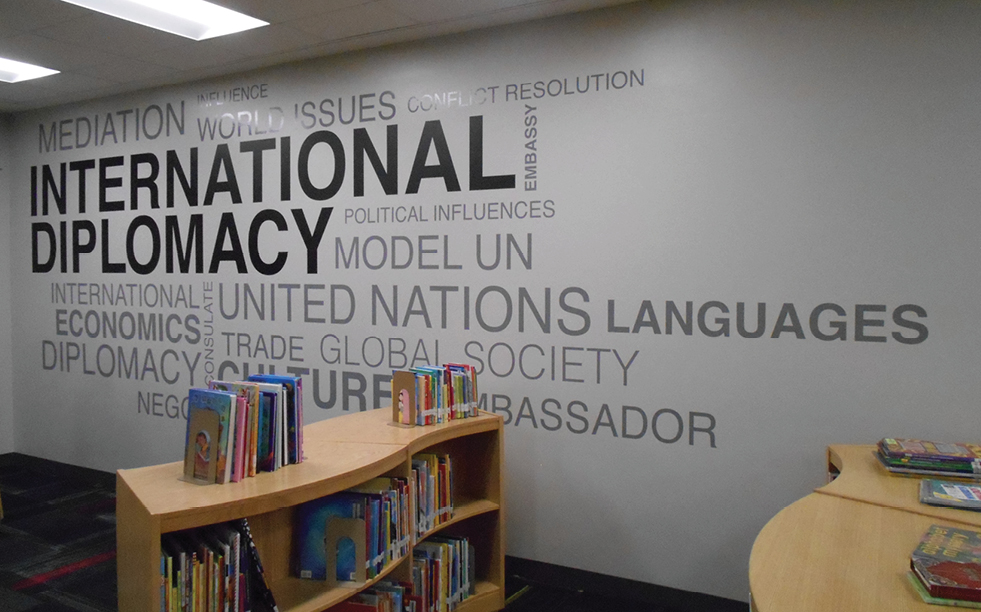 INFLUENCE
MEDIATION
WORLD ISSUES
CONFLICT RESOLUTION
INTERNATIONAL
EMBASSY
DIPLOMACY
POLITICAL INFLUENCES
MODEL UN
INTERNATIONAL
CONSULATE
UNITED NATIONS
LANGUAGES
ECONOMICS
TRADE
GLOBAL SOCIETY
DIPLOMACY
CULTURE